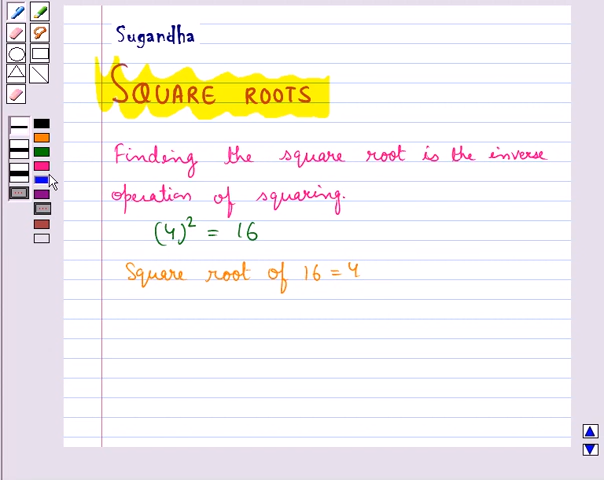 Sugandha
SQUARE ROOTS
Finding the square root is the inverse
operation of squaring.
(4)² = 16
Square root of 16 = 4